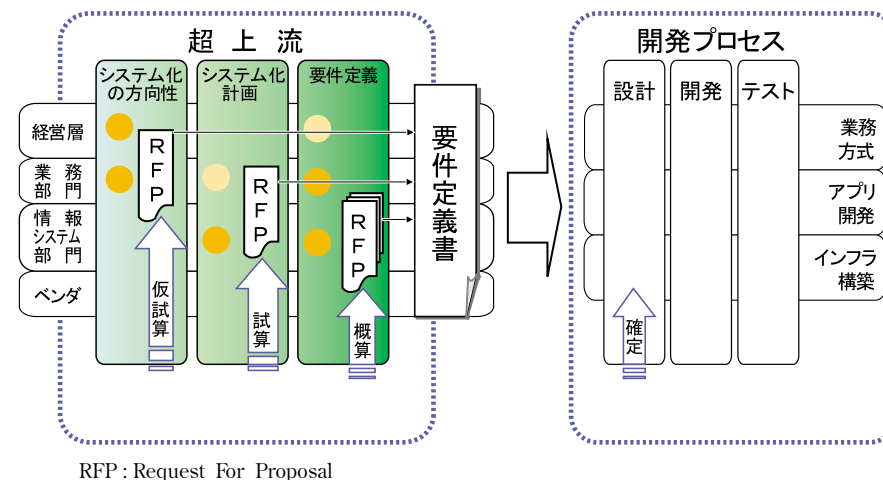 超上流
システム化
の方向性
システム化
計画
要件定義
経営層
業務
部門
情報
システム
部門
ベンダ
RFP
RFP
RFP
仮試算
試算
概算
要件定義書
開発プロセス
設計
開発
テスト
業務
方式
アプリ
開発
インフラ
構築
確定
RFP : Request For Proposal